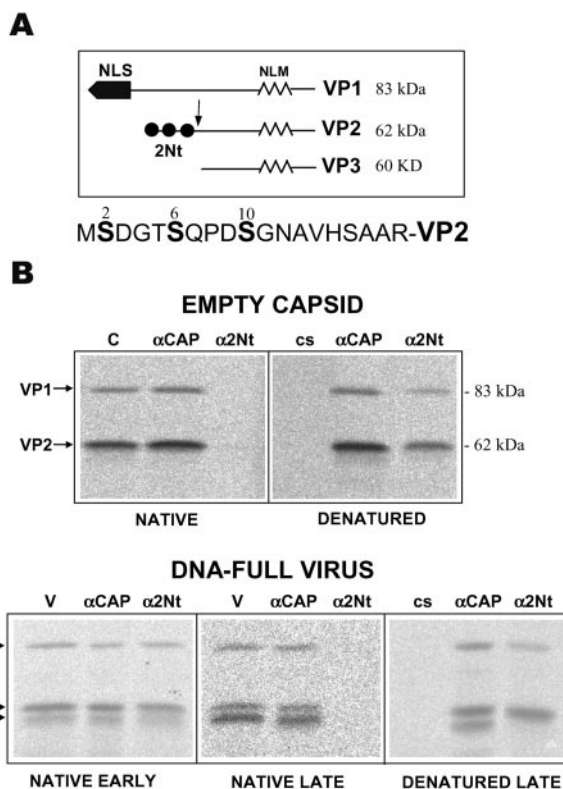 A
NLS NLM VP1 83 kDa
VP2 62 kDa
2Nt
VP3 60 KD
2 6 10
MSDGTSQPDSGNAVHSAAR-VP2
B
EMPTY CAPSID
C αCAP α2Nt cs αCAP α2Nt
VP1 - 83 kDa
VP2 - 62 kDa
NATIVE DENATURED
DNA-FULL VIRUS
V αCAP α2Nt V αCAP α2Nt cs αCAP α2Nt
NATIVE EARLY NATIVE LATE DENATURED LATE